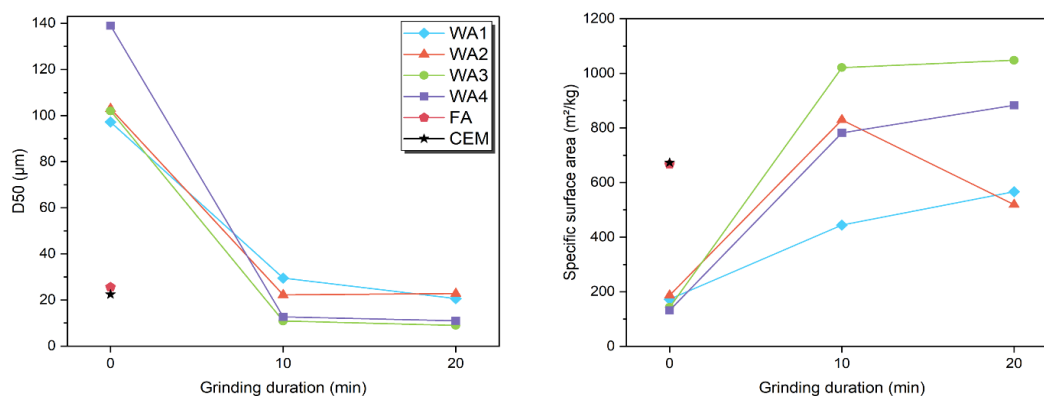 140
120
100
80
60
40
20
0
D50 (μm)
0
10
20
Grinding duration (min)
WA1
WA2
WA3
WA4
FA
CEM
1200
1000
800
600
400
200
0
Specific surface area (m²/kg)
0
10
20
Grinding duration (min)